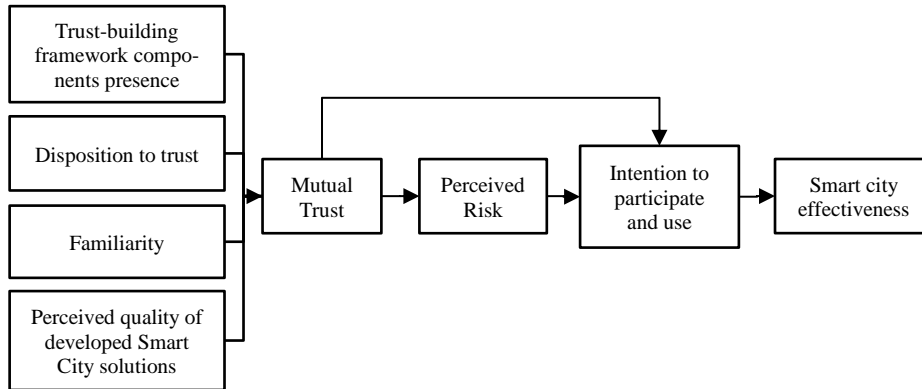 Trust-building
framework compo-
nents presence
Disposition to trust
Familiarity
Perceived quality of
developed Smart
City solutions
Mutual
Trust
Perceived
Risk
Intention to
participate
and use
Smart city
effectiveness